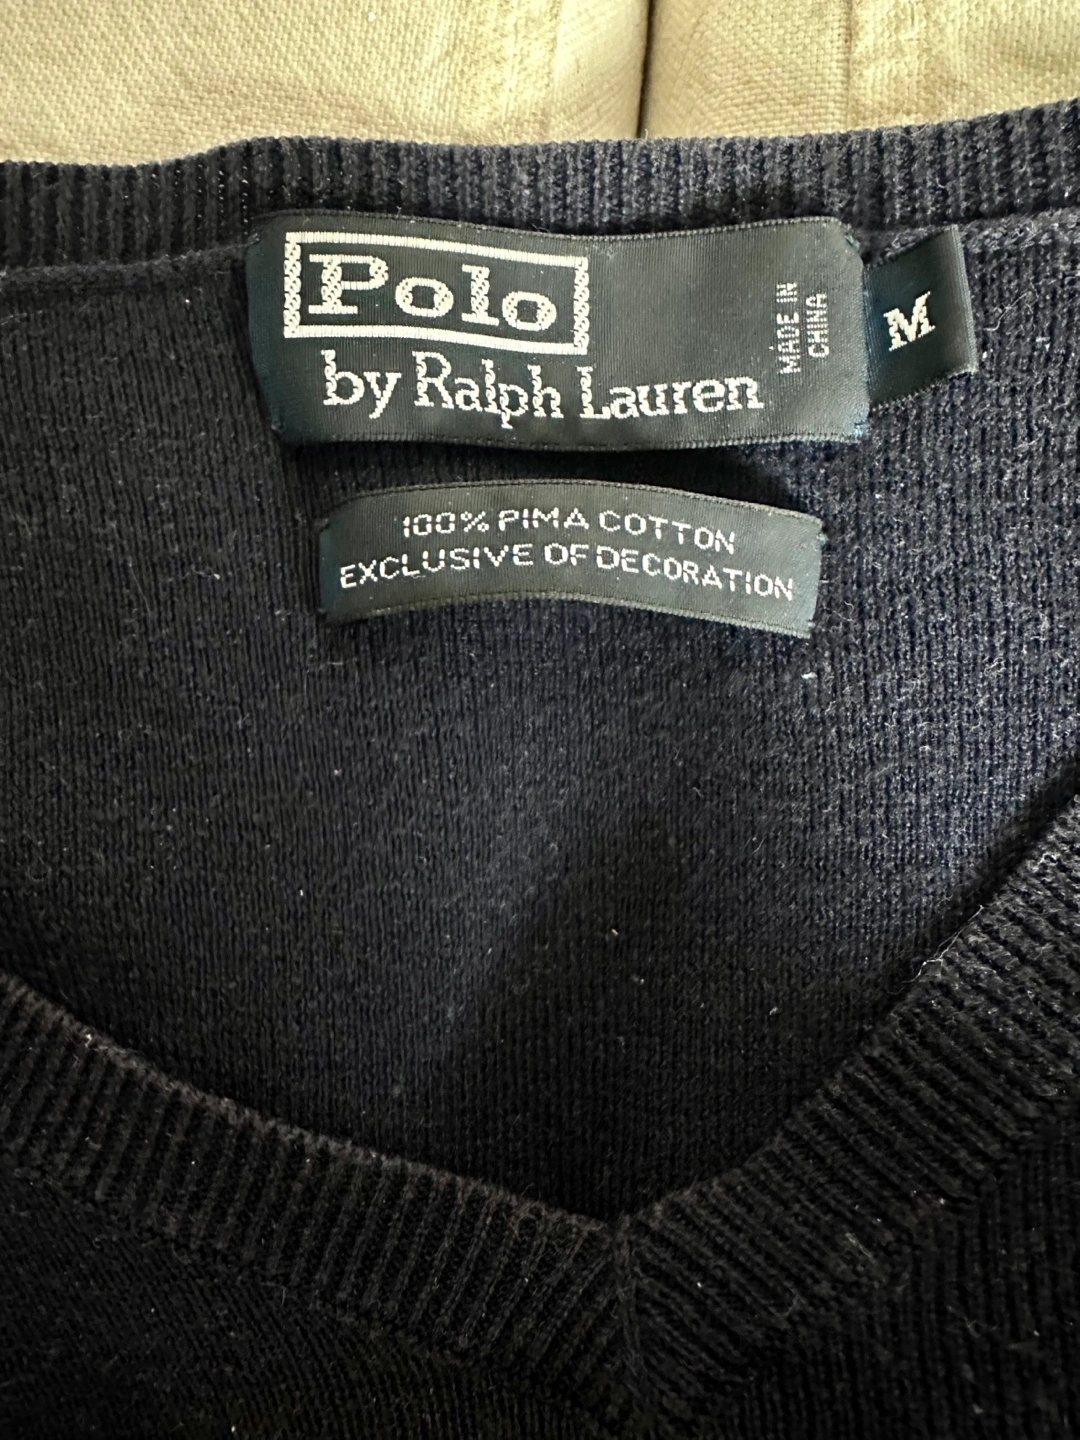 Polo
by Ralph Lauren
MADE IN
CHINA
M
100% PIMA COTTON
EXCLUSIVE OF DECORATION